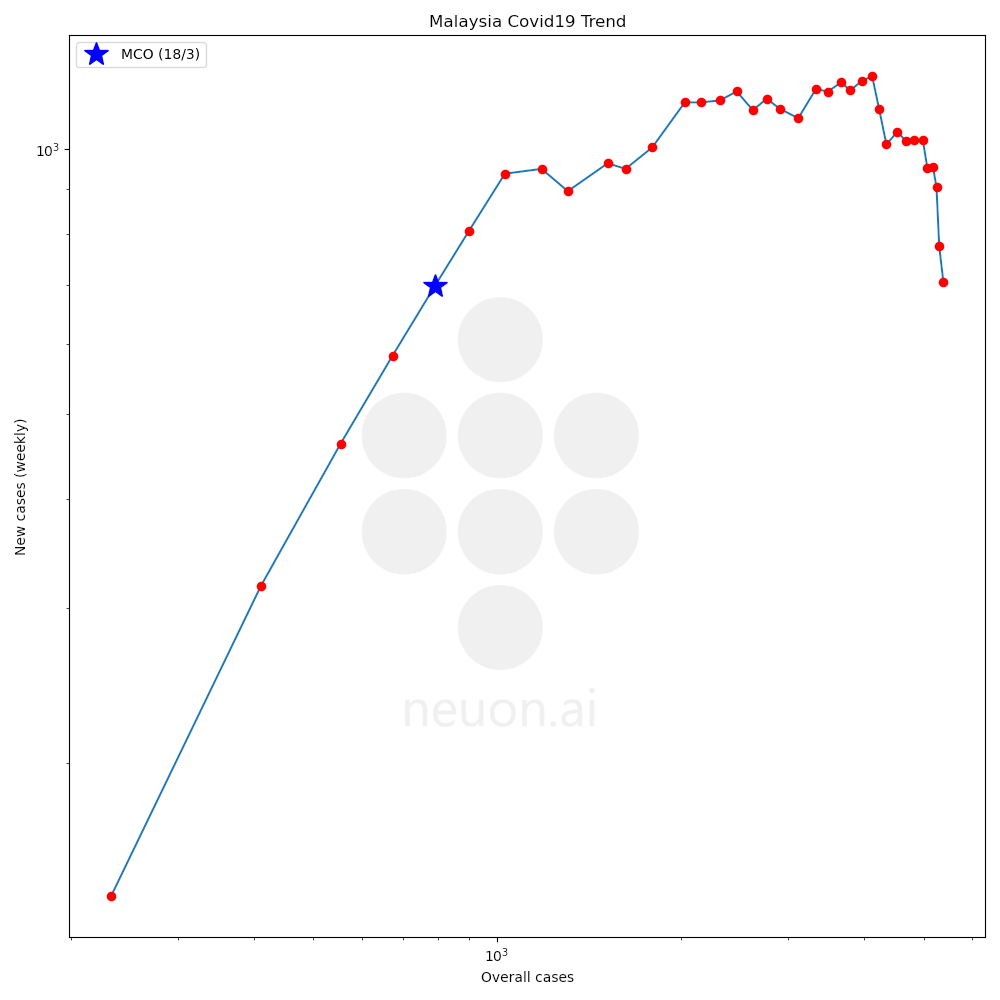 Malaysia Covid19 Trend
MCO (18/3)
10³
New cases (weekly)
neuon.ai
10³
Overall cases